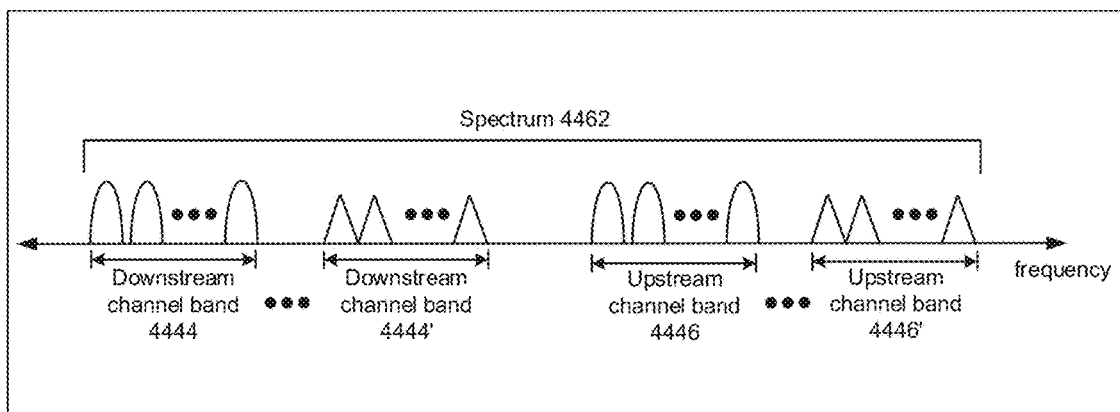 Spectrum 4462
frequency
Downstream
channel band
4444
Downstream
channel band
4444'
Upstream
channel band
4446
Upstream
channel band
4446'